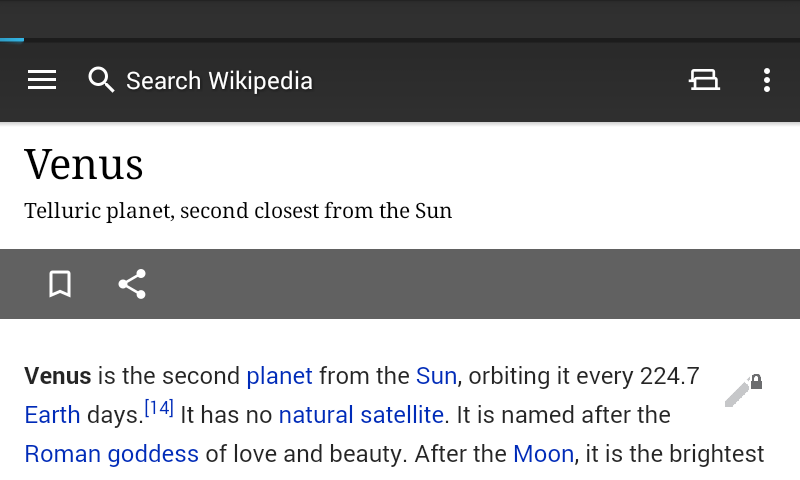 Search Wikipedia
Venus
Telluric planet, second closest from the Sun
Venus is the second planet from the Sun, orbiting it every 224.7
Earth days.[14] It has no natural satellite. It is named after the
Roman goddess of love and beauty. After the Moon, it is the brightest